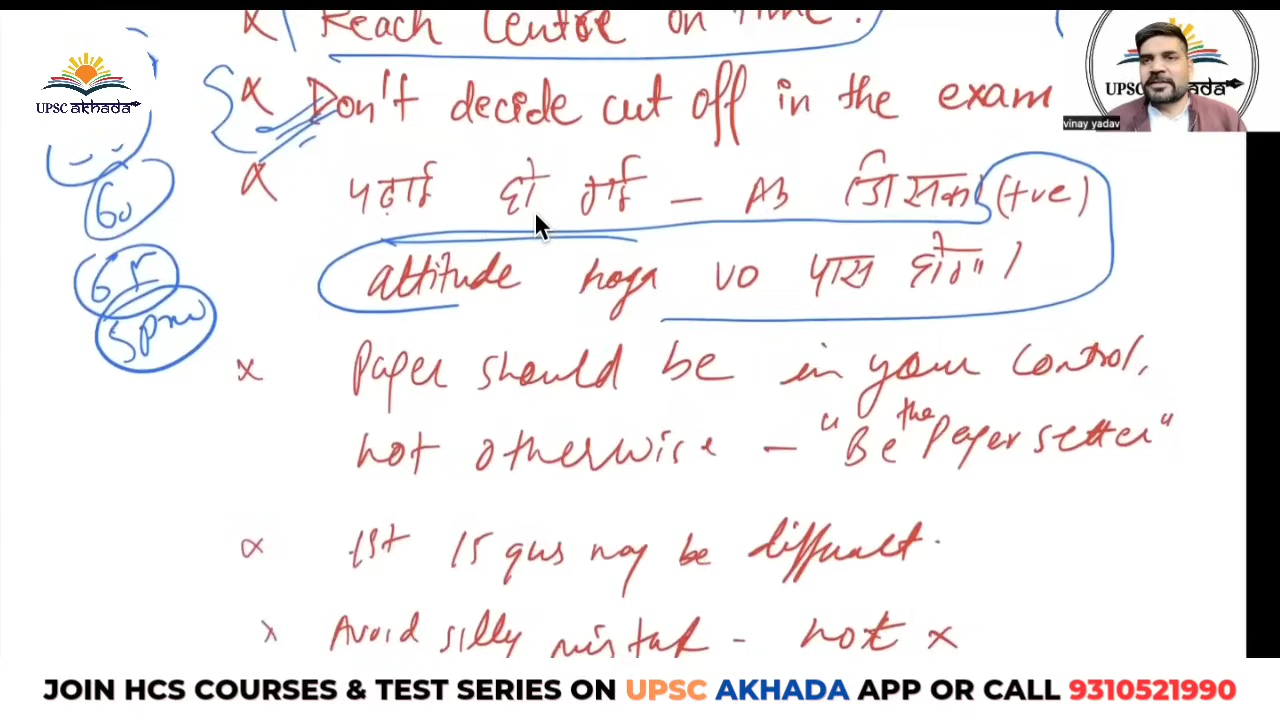 Reach Centre on time.
Don't decide cut off in the exam
पढ़ाई हो गई – AB जिसका (+ve)
attitude hoga vo पास होगा ।
Paper should be in your control,
not otherwise – "Be the Paper setter"
1st 15 qus may be difficult.
Avoid silly mistak – not x
60
65
UPSC akhada
UPSC akhada
vinay yadav
JOIN HCS COURSES & TEST SERIES ON UPSC AKHADA APP OR CALL 9310521990